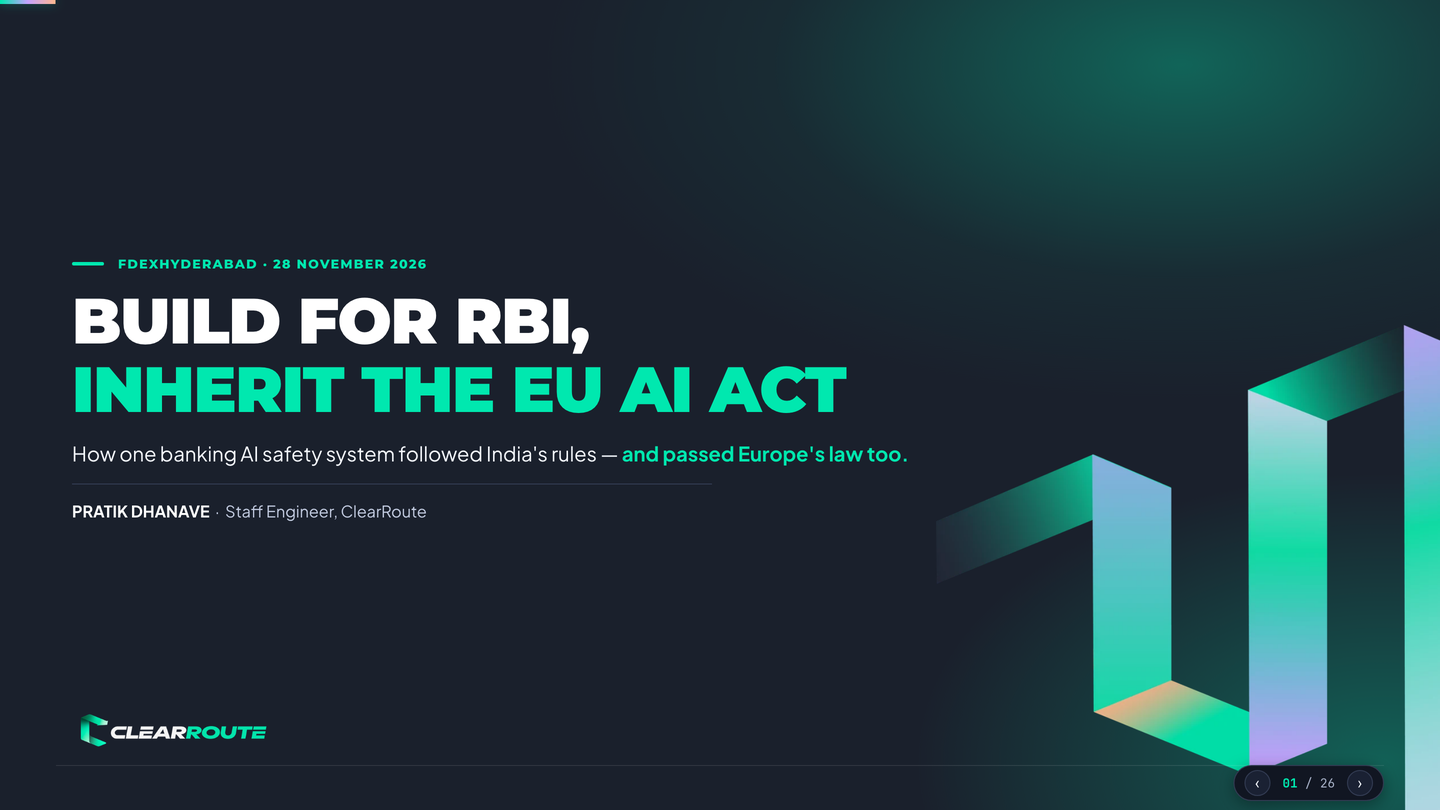 FDEXHYDERABAD · 28 NOVEMBER 2026
BUILD FOR RBI,
INHERIT THE EU AI ACT
How one banking AI safety system followed India's rules — and passed Europe's law too.
PRATIK DHANAVE · Staff Engineer, ClearRoute
CLEARROUTE
‹ 01 / 26 ›